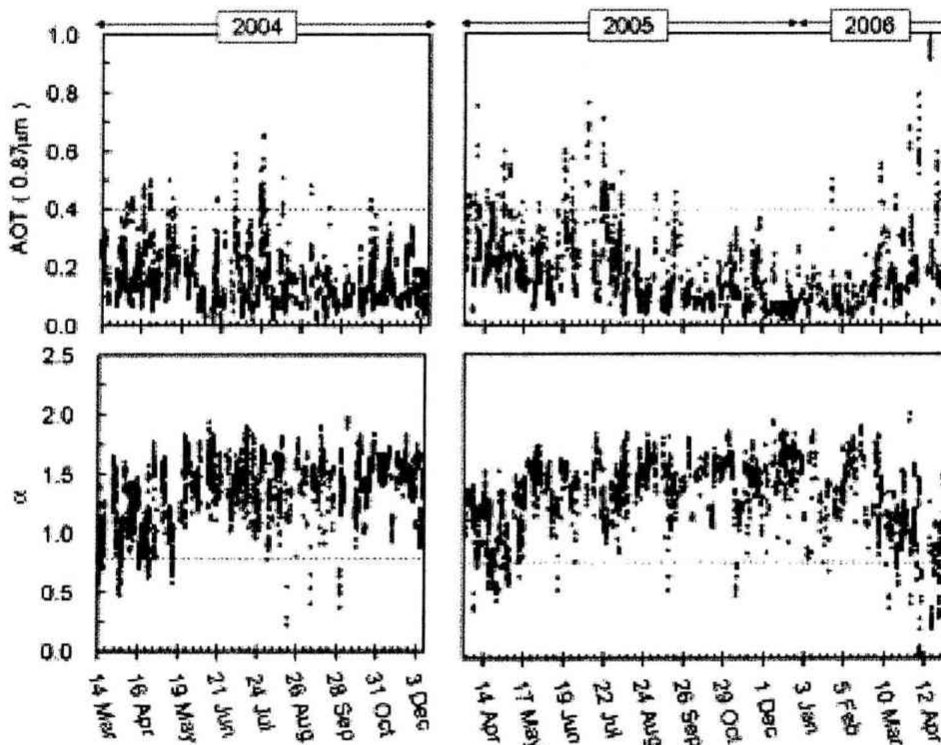 2004
2005
2006
AOT ( 0.87µm )
1.0
0.8
0.6
0.4
0.2
0.0
α
2.5
2.0
1.5
1.0
0.5
0.0
14 Mar
16 Apr
19 May
21 Jun
24 Jul
26 Aug
28 Sep
31 Oct
3 Dec
14 Apr
17 May
19 Jun
22 Jul
24 Aug
26 Sep
29 Oct
1 Dec
3 Jan
5 Feb
10 Mar
12 Apr